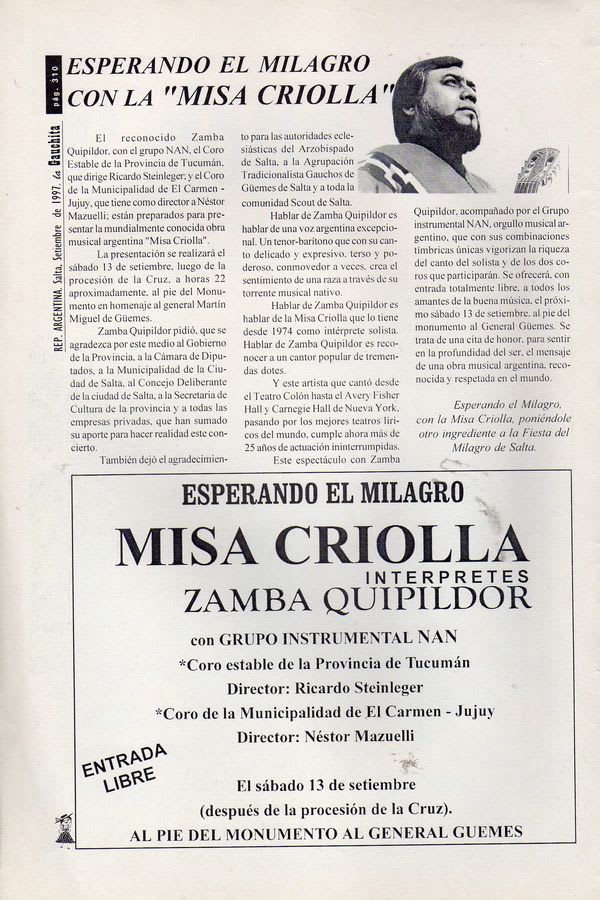 pág. 310
REP. ARGENTINA. Salta, Setiembre de 1997. La Gauchita
ESPERANDO EL MILAGRO
CON LA "MISA CRIOLLA"
El reconocido Zamba
Quipildor, con el grupo NAN, el Coro
Estable de la Provincia de Tucumán,
que dirige Ricardo Steinleger; y el Coro
de la Municipalidad de El Carmen -
Jujuy, que tiene como director a Néstor
Mazuelli; están preparados para pre-
sentar la mundialmente conocida obra
musical argentina "Misa Criolla".
La presentación se realizará el
sábado 13 de setiembre, luego de la
procesión de la Cruz, a horas 22
aproximadamente, al pie del Monu-
mento en homenaje al general Martín
Miguel de Güemes.
Zamba Quipildor pidió, que se
agradezca por este medio al Gobierno
de la Provincia, a la Cámara de Dipu-
tados, a la Municipalidad de la Ciu-
dad de Salta, al Concejo Deliberante
de la ciudad de Salta, a la Secretaria de
Cultura de la provincia y a todas las
empresas privadas, que han sumado
su aporte para hacer realidad este con-
cierto.
También dejó el agradecimien-
to para las autoridades ecle-
siásticas del Arzobispado
de Salta, a la Agrupación
Tradicionalista Gauchos de
Güemes de Salta y a toda la
comunidad Scout de Salta.
Hablar de Zamba Quipildor es
hablar de una voz argentina excepcio-
nal. Un tenor-barítono que con su can-
to delicado y expresivo, terso y po-
deroso, conmovedor a veces, crea el
sentimiento de una raza a través de su
torrente musical nativo.
Hablar de Zamba Quipildor es
hablar de la Misa Criolla que lo tiene
desde 1974 como intérprete solista.
Hablar de Zamba Quipildor es reco-
nocer a un cantor popular de tremen-
das dotes.
Y este artista que cantó desde
el Teatro Colón hasta el Avery Fisher
Hall y Carnegie Hall de Nueva York,
pasando por los mejores teatros líri-
cos del mundo, cumple ahora más de
25 años de actuación ininterrumpidas.
Este espectáculo con Zamba
Quipildor, acompañado por el Grupo
instrumental NAN, orgullo musical ar-
gentino, que con sus combinaciones
tímbricas únicas vigorizan la riqueza
del canto del solista y de los dos co-
ros que participarán. Se ofrecerá, con
entrada totalmente libre, a todos los
amantes de la buena música, el próxi-
mo sábado 13 de setiembre, al pie del
monumento al General Güemes. Se
trata de una cita de honor, para sentir
en la profundidad del ser, el mensaje
de una obra musical argentina, reco-
nocida y respetada en el mundo.
Esperando el Milagro,
con la Misa Criolla, poniéndole
otro ingrediente a la Fiesta del
Milagro de Salta.
ESPERANDO EL MILAGRO
MISA CRIOLLA
INTERPRETES
ZAMBA QUIPILDOR
con GRUPO INSTRUMENTAL NAN
*Coro estable de la Provincia de Tucumán
Director: Ricardo Steinleger
*Coro de la Municipalidad de El Carmen - Jujuy
Director: Néstor Mazuelli
ENTRADA
LIBRE
El sábado 13 de setiembre
(después de la procesión de la Cruz).
AL PIE DEL MONUMENTO AL GENERAL GUEMES